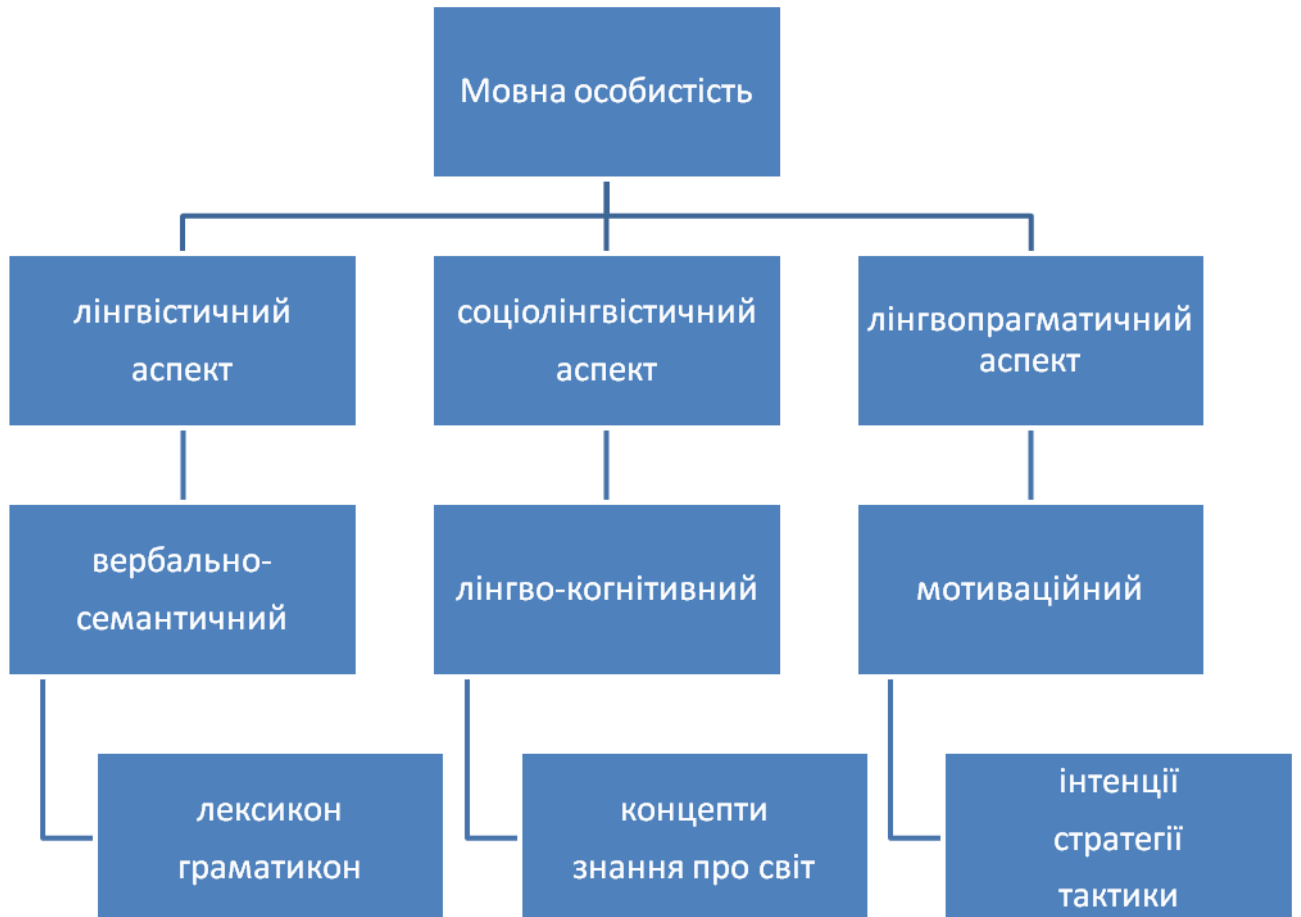 Мовна особистість
лінгвістичний
аспект
соціолінгвістичний
аспект
лінгвопрагматичний
аспект
вербально-
семантичний
лінгво-когнітивний
мотиваційний
лексикон
граматикон
концепти
знання про світ
інтенції
стратегії
тактики